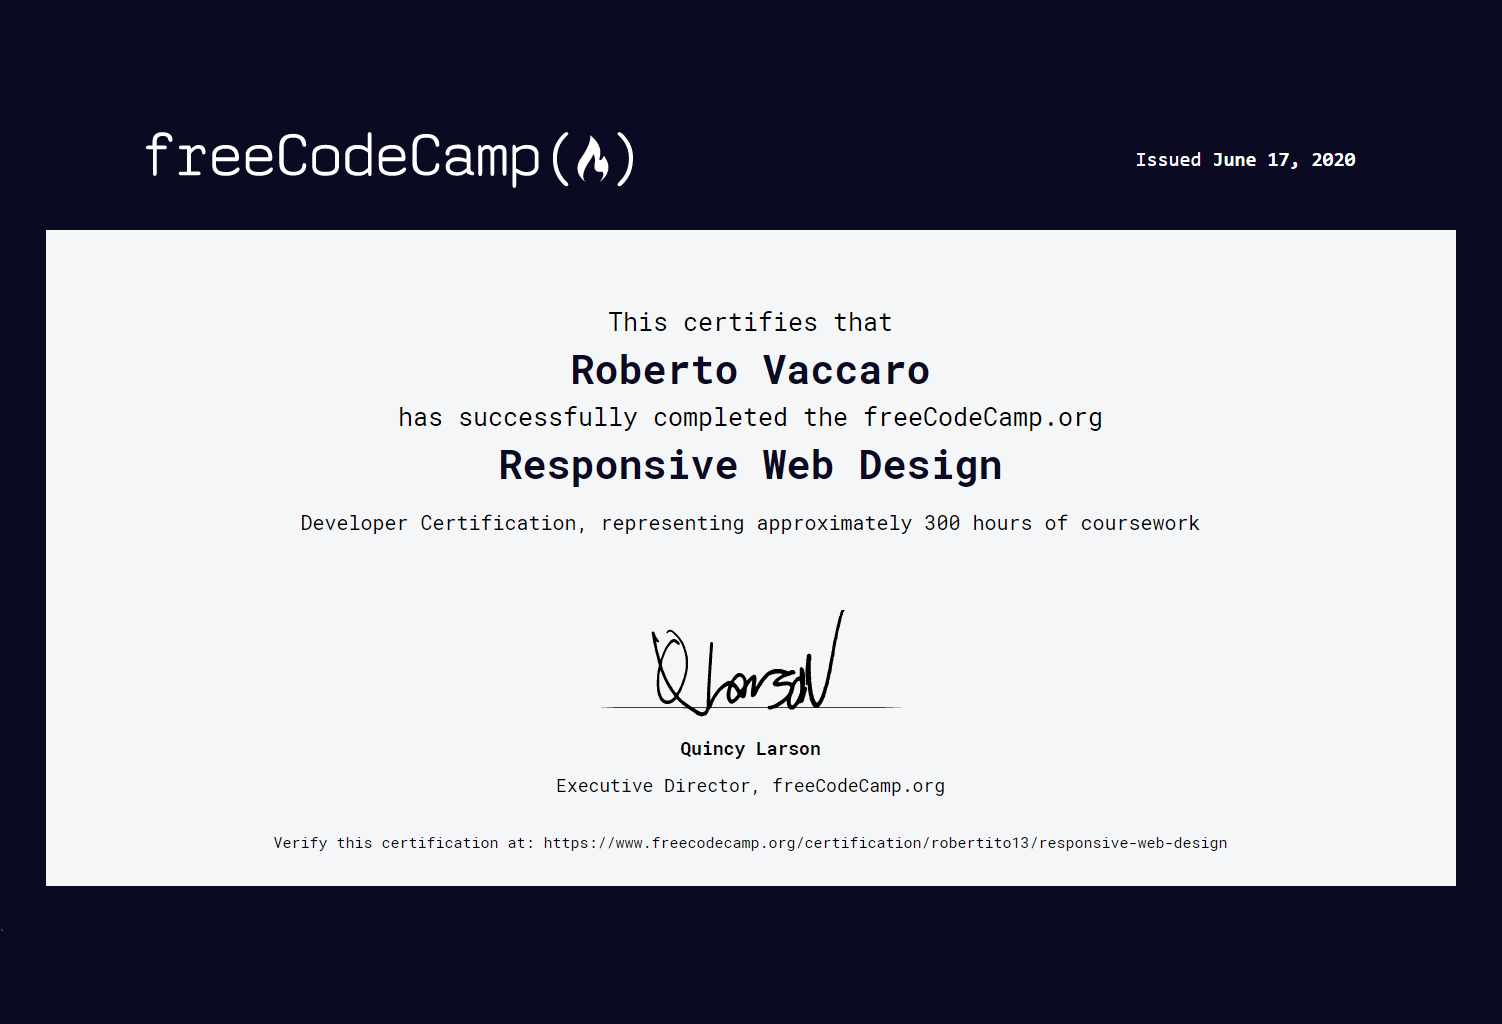 freeCodeCamp(🔥)
Issued June 17, 2020
This certifies that
Roberto Vaccaro
has successfully completed the freeCodeCamp.org
Responsive Web Design
Developer Certification, representing approximately 300 hours of coursework
QLarson
Quincy Larson
Executive Director, freeCodeCamp.org
Verify this certification at: https://www.freecodecamp.org/certification/robertito13/responsive-web-design
`